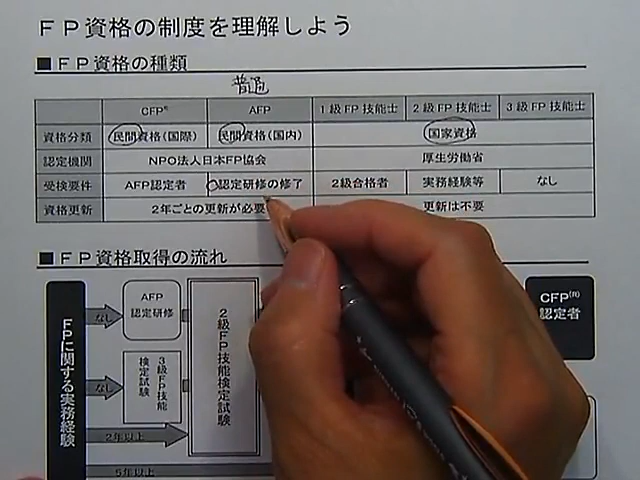 ＦＰ資格の制度を理解しよう
■ＦＰ資格の種類
普通
CFP® AFP １級FP技能士 ２級FP技能士 ３級FP技能士
資格分類 民間資格（国際） 民間資格（国内） 国家資格
認定機関 NPO法人日本FP協会 厚生労働省
受検要件 AFP認定者 認定研修の修了 2級合格者 実務経験等 なし
資格更新 2年ごとの更新が必要 更新は不要
■ＦＰ資格取得の流れ
FPに関する実務経験
なし
AFP
認定研修
なし
3級FP技能
検定試験
2年以上
5年以上
2級FP技能検定試験
CFP(R)
認定者